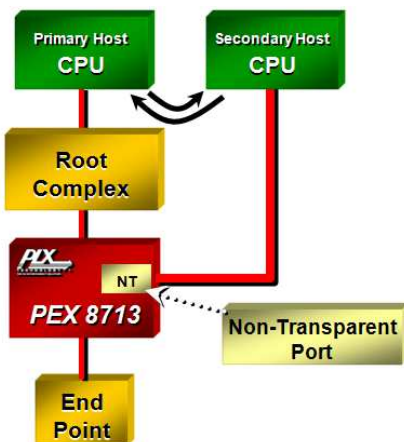 Primary Host
CPU
Secondary Host
CPU
Root
Complex
PLX
NT
PEX 8713
Non-Transparent
Port
End
Point